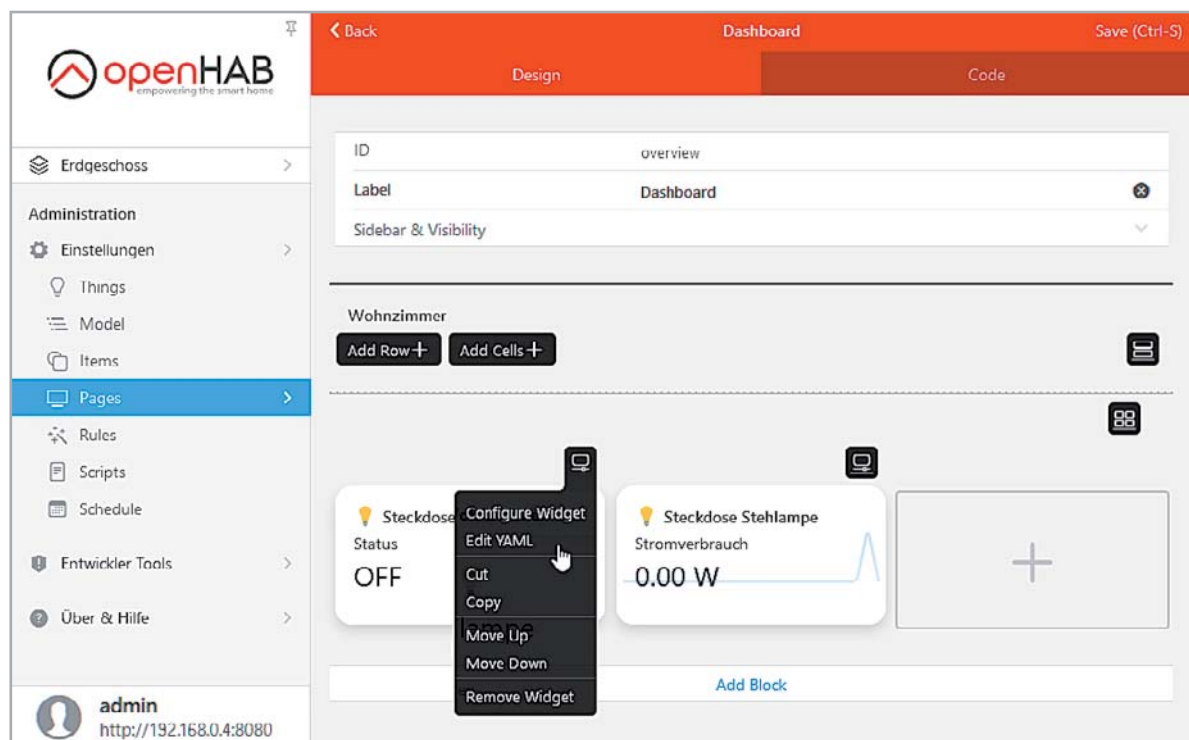 openHAB
empowering the smart home
Erdgeschoss
Administration
Einstellungen
Things
Model
Items
Pages
Rules
Scripts
Schedule
Entwickler Tools
Über & Hilfe
admin
http://192.168.0.4:8080
Back
Dashboard
Save (Ctrl-S)
Design
Code
ID
overview
Label
Dashboard
Sidebar & Visibility
Wohnzimmer
Add Row
Add Cells
Steckdose
Status
OFF
Configure Widget
Edit YAML
Cut
Copy
Move Up
Move Down
Remove Widget
Steckdose Stehlampe
Stromverbrauch
0.00 W
Add Block